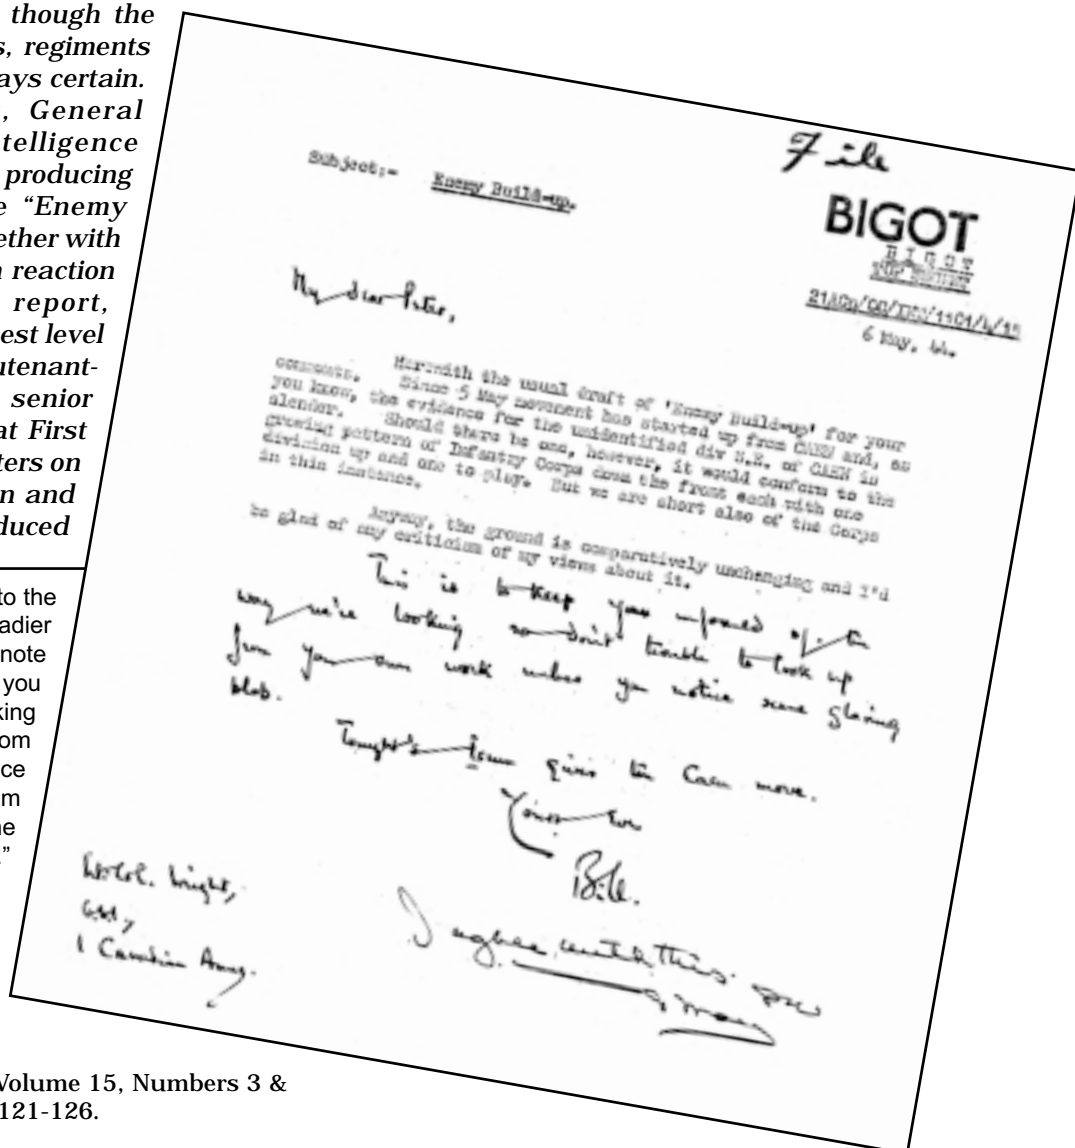 though the
s, regiments
ays certain.
, General
telligence
producing
e “Enemy
ether with
n reaction
report,
est level
utenant-
senior
at First
ters on
n and
duced
to the
adier
note
you
king
om
ce
m
ne
.”
File
Subject:- Enemy Build-up.
BIGOT
BIGOT
TOP SECRET
My dear Peter,
6 May, 44.
Herewith the usual draft of 'Enemy Build-up' for your
comments. Since 5 May movement has started up from CAEN and, as
you know, the evidence for the unidentified div N.E. of CAEN is
slender. Should there be one, however, it would conform to the
growing pattern of Infantry Corps down the front each with one
division up and one to play. But we are short also of the Corps
in this instance.
Anyway, the ground is comparatively unchanging and I'd
be glad of any criticism of my views about it.
This is to keep you informed of the
way we're looking so don't trouble to look up
from your own work unless you notice some glaring
blob.
Tonight's gives the Caen move.
Yours ever
Bill.
Lt. Col. Wright,
1 Canadian Army.
I agree with this.
Volume 15, Numbers 3 &
121-126.